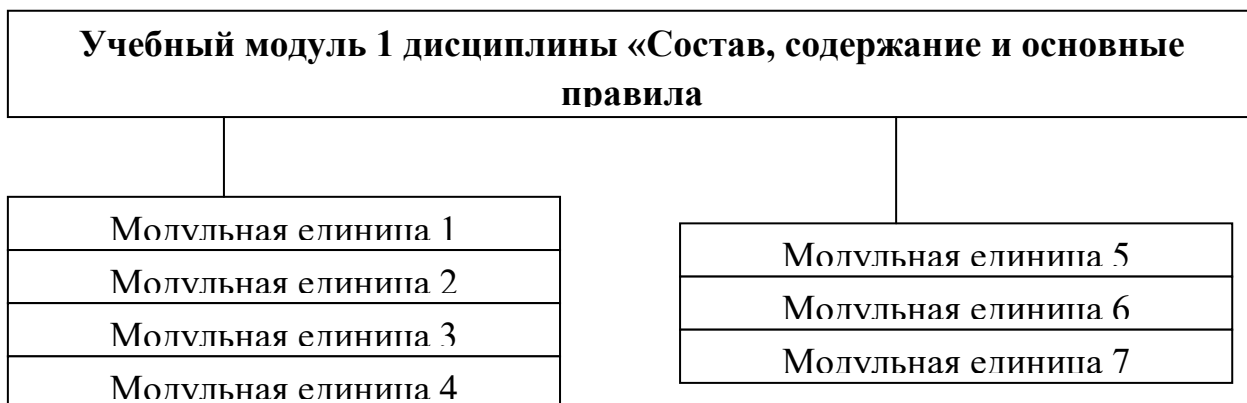 Учебный модуль 1 дисциплины «Состав, содержание и основные
правила
Модульная единица 1
Модульная единица 2
Модульная единица 3
Модульная единица 4
Модульная единица 5
Модульная единица 6
Модульная единица 7